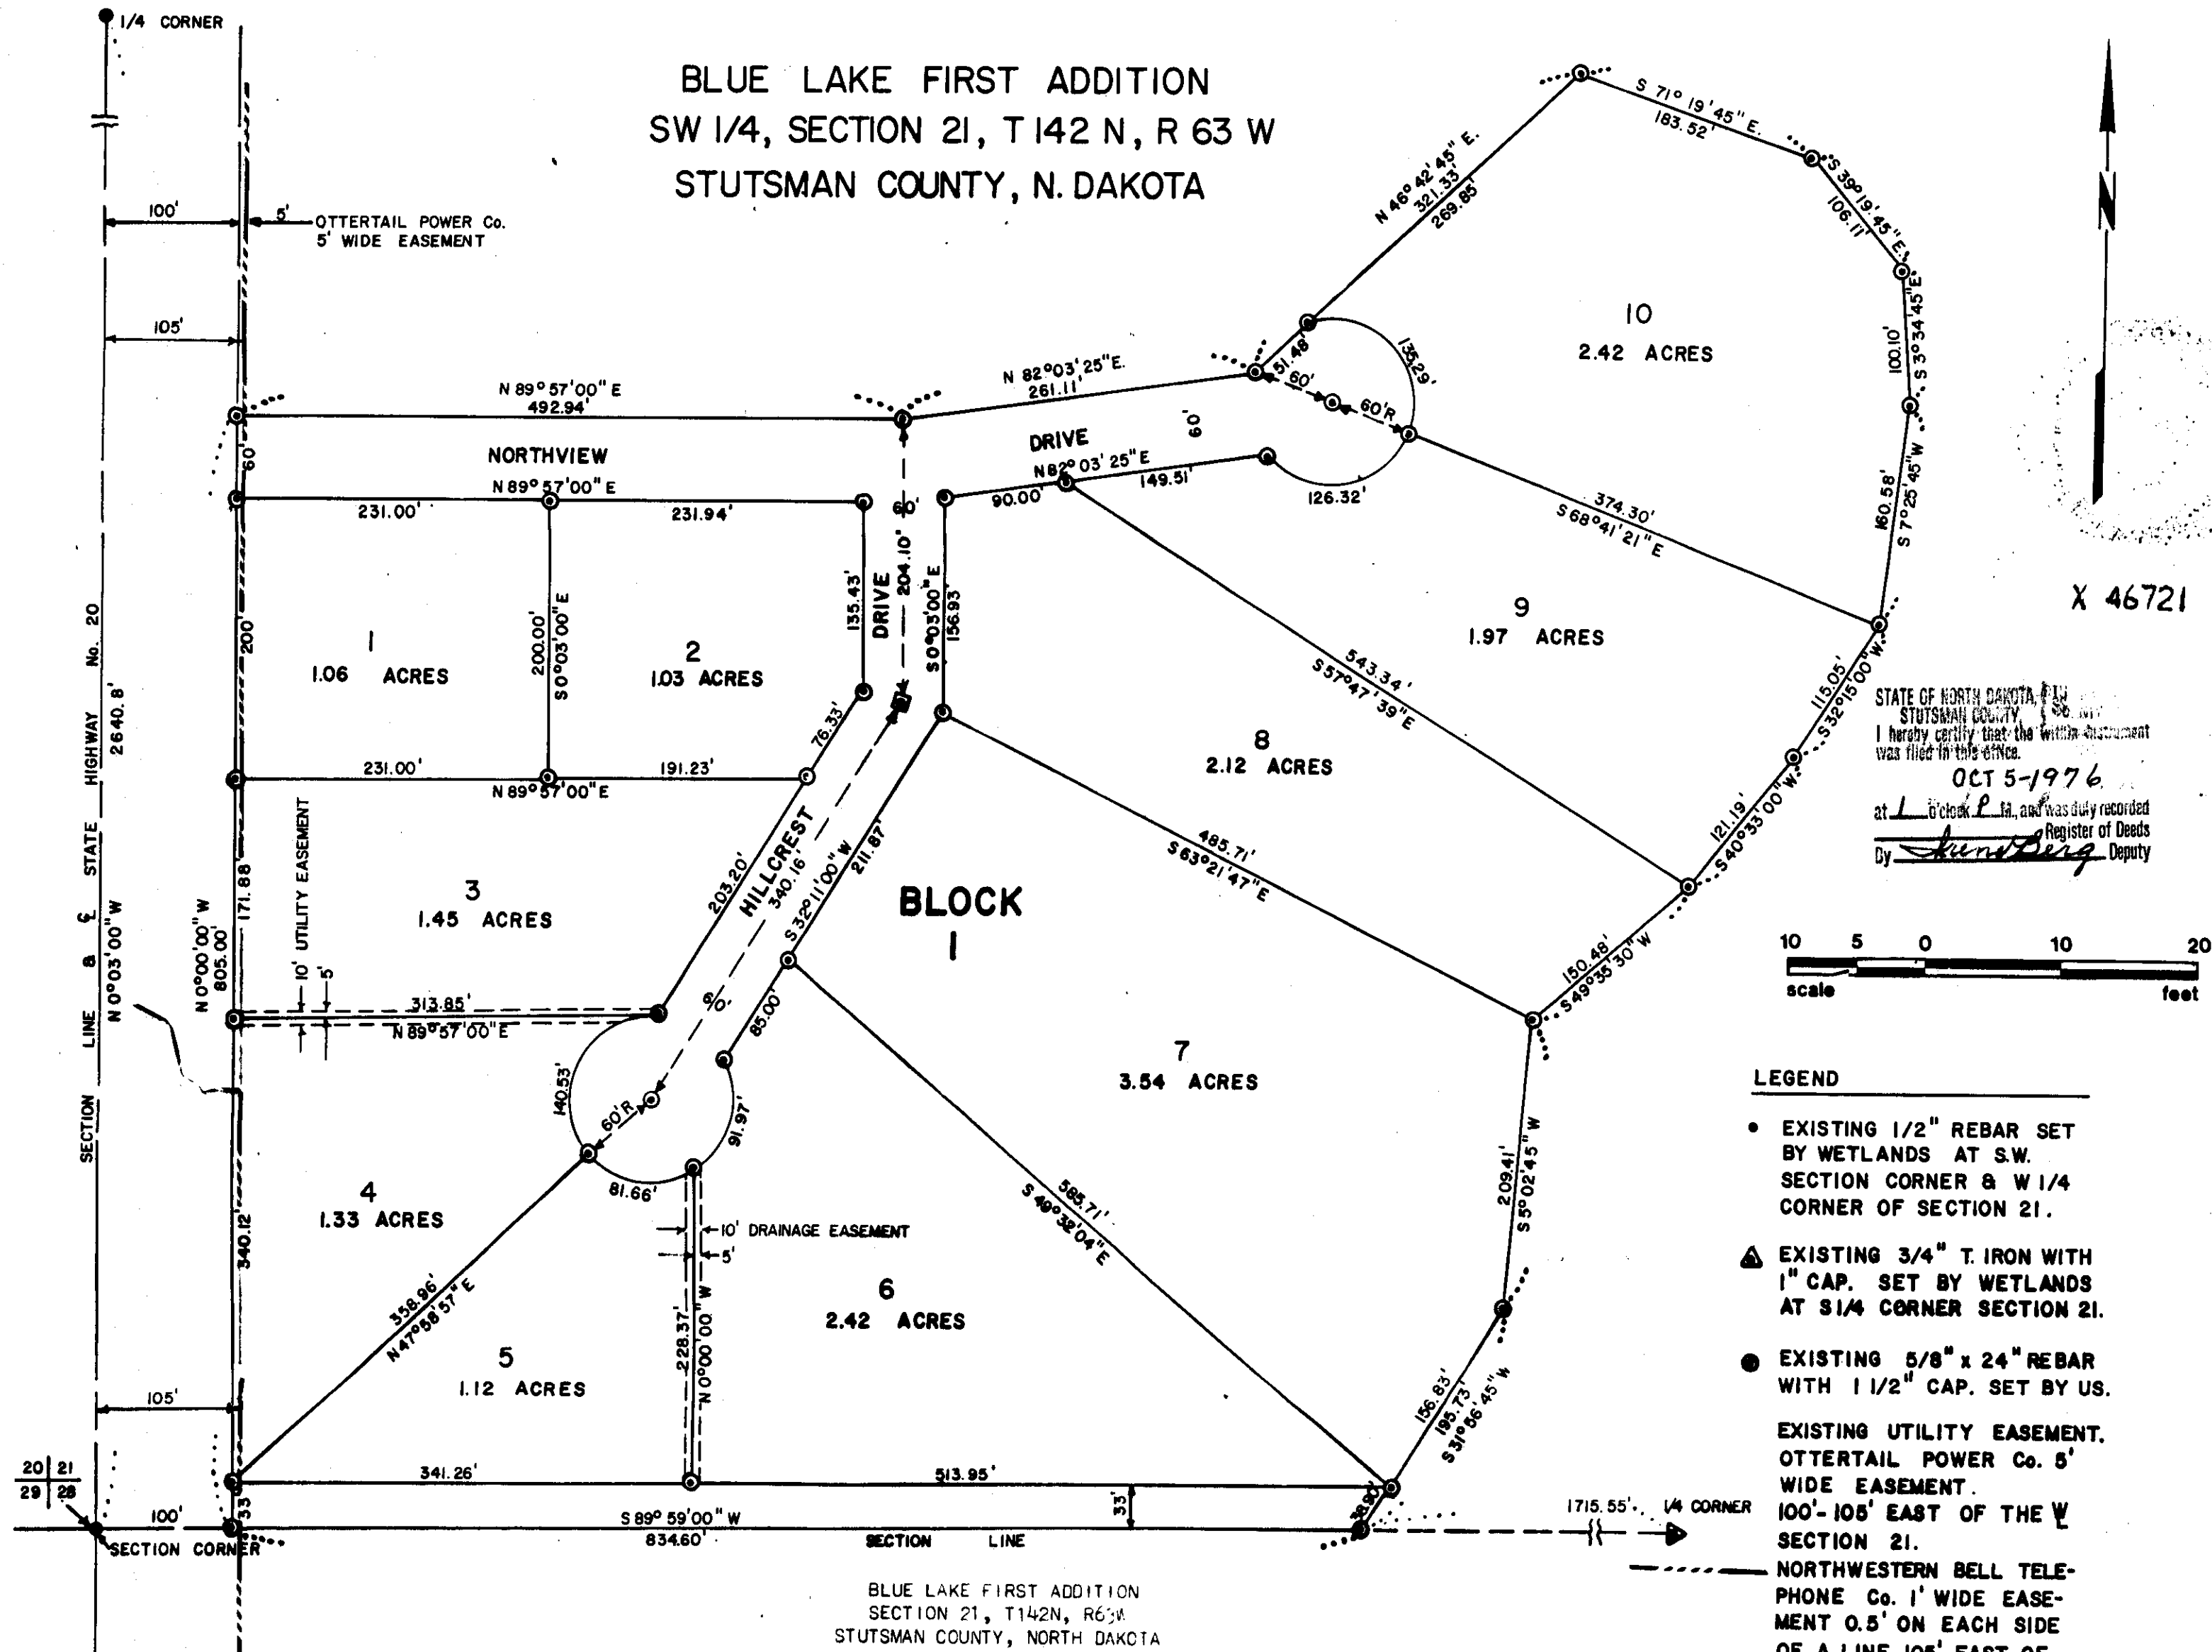 1/4 CORNER
BLUE LAKE FIRST ADDITION
SW 1/4, SECTION 21, T 142 N, R 63 W
STUTSMAN COUNTY, N. DAKOTA
100'
5'
OTTERTAIL POWER Co.
5' WIDE EASEMENT
105'
N 89°57'00" E
492.94'
N 82°03'25" E.
261.11'
N 46°42'45" E.
321.33'
269.85'
S 71°19'45" E.
183.52'
S 39°19'45" E.
106.11'
S 3°34'45" E
100.10'
S 7°25'45" W
160.58'
N
10
2.42 ACRES
51.48'
135.29'
60'
60'R
60'
NORTHVIEW
DRIVE
N 89°57'00" E
N 82°03'25" E
60'
231.00'
231.94'
60'
90.00'
149.51'
126.32'
374.30'
S 68°41'21" E
X 46721
200'
1
1.06 ACRES
200.00'
S 0°03'00" E
2
1.03 ACRES
135.43'
DRIVE
204.10'
S 0°03'00" E
156.93'
9
1.97 ACRES
543.34'
S 57°47'39" E
115.05'
S 32°15'00" W.
STATE OF NORTH DAKOTA,
STUTSMAN COUNTY,
I hereby certify that the within instrument
was filed in this office.
OCT 5-1976
at 1 o'clock P M., and was duly recorded
Register of Deeds
By Irene Berg Deputy
76.33'
231.00'
191.23'
N 89°57'00" E
8
2.12 ACRES
121.19'
S 40°33'00" W.
SECTION LINE & ℄ STATE HIGHWAY No. 20
N 0°03'00" W
2640.8'
N 0°00'00" W
805.00'
171.88'
10' UTILITY EASEMENT
5'
3
1.45 ACRES
203.20'
HILLCREST
340.16'
S 32°11'00" W
211.87'
BLOCK
1
485.71'
S 63°21'47" E
150.48'
S 49°35'30" W
10 5 0 10 20
scale feet
313.85'
N 89°57'00" E
60'
85.00'
7
3.54 ACRES
140.53'
60'R
91.97'
81.66'
4
1.33 ACRES
340.12'
10' DRAINAGE EASEMENT
5'
585.71'
S 49°32'04" E
209.41'
S 5°02'45" W
358.96'
N 47°58'57" E
228.37'
N 0°00'00" W
6
2.42 ACRES
5
1.12 ACRES
105'
156.83'
195.73'
S 31°56'45" W
341.26'
513.95'
20 21
29 28
33'
33'
38.90'
100'
S 89°59'00" W
834.60'
SECTION LINE
SECTION CORNER
1715.55'
1/4 CORNER
LEGEND
EXISTING 1/2" REBAR SET
BY WETLANDS AT S.W.
SECTION CORNER & W 1/4
CORNER OF SECTION 21.
EXISTING 3/4" T. IRON WITH
1" CAP. SET BY WETLANDS
AT S 1/4 CORNER SECTION 21.
EXISTING 5/8" x 24" REBAR
WITH 1 1/2" CAP. SET BY US.
EXISTING UTILITY EASEMENT.
OTTERTAIL POWER Co. 5'
WIDE EASEMENT.
100'-105' EAST OF THE W
SECTION 21.
NORTHWESTERN BELL TELE-
PHONE Co. 1' WIDE EASE-
MENT 0.5' ON EACH SIDE
OF A LINE 105' EAST OF
BLUE LAKE FIRST ADDITION
SECTION 21, T142N, R63W
STUTSMAN COUNTY, NORTH DAKOTA